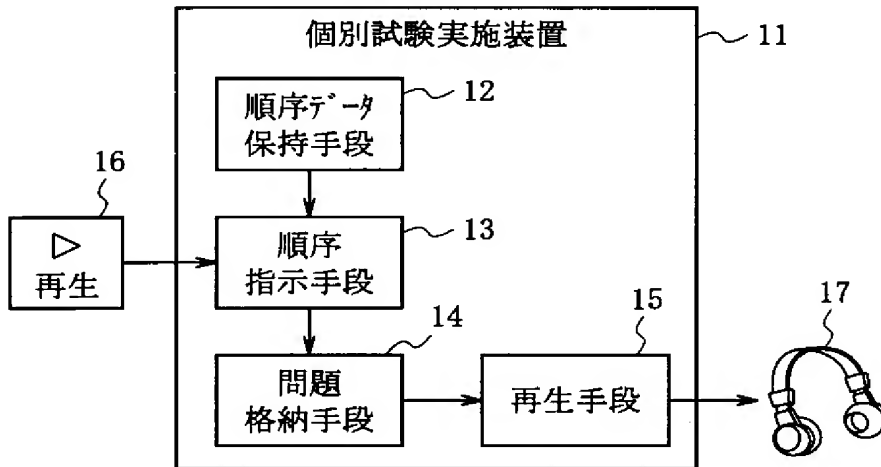 個別試験実施装置
11
順序データ
保持手段
12
16
▷
再生
順序
指示手段
13
14
問題
格納手段
15
再生手段
17